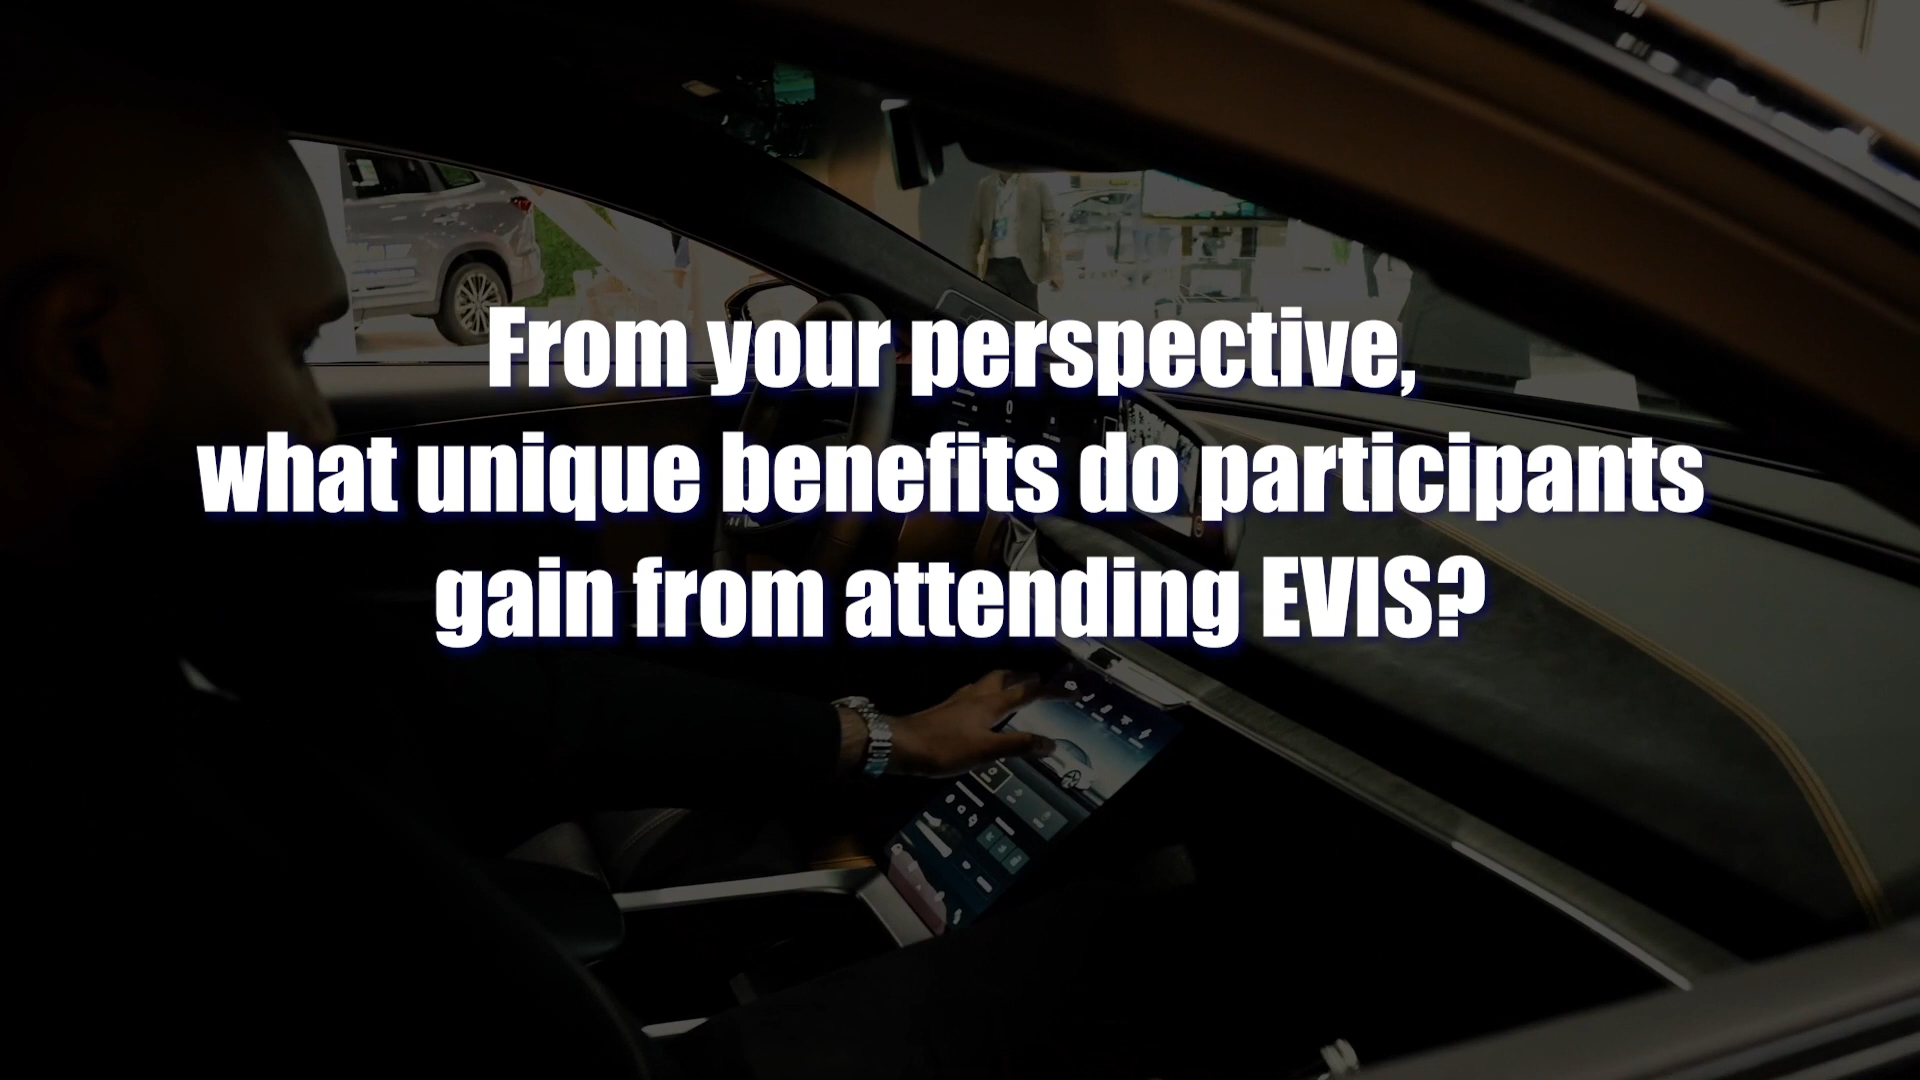 From your perspective,
what unique benefits do participants
gain from attending EVIS?